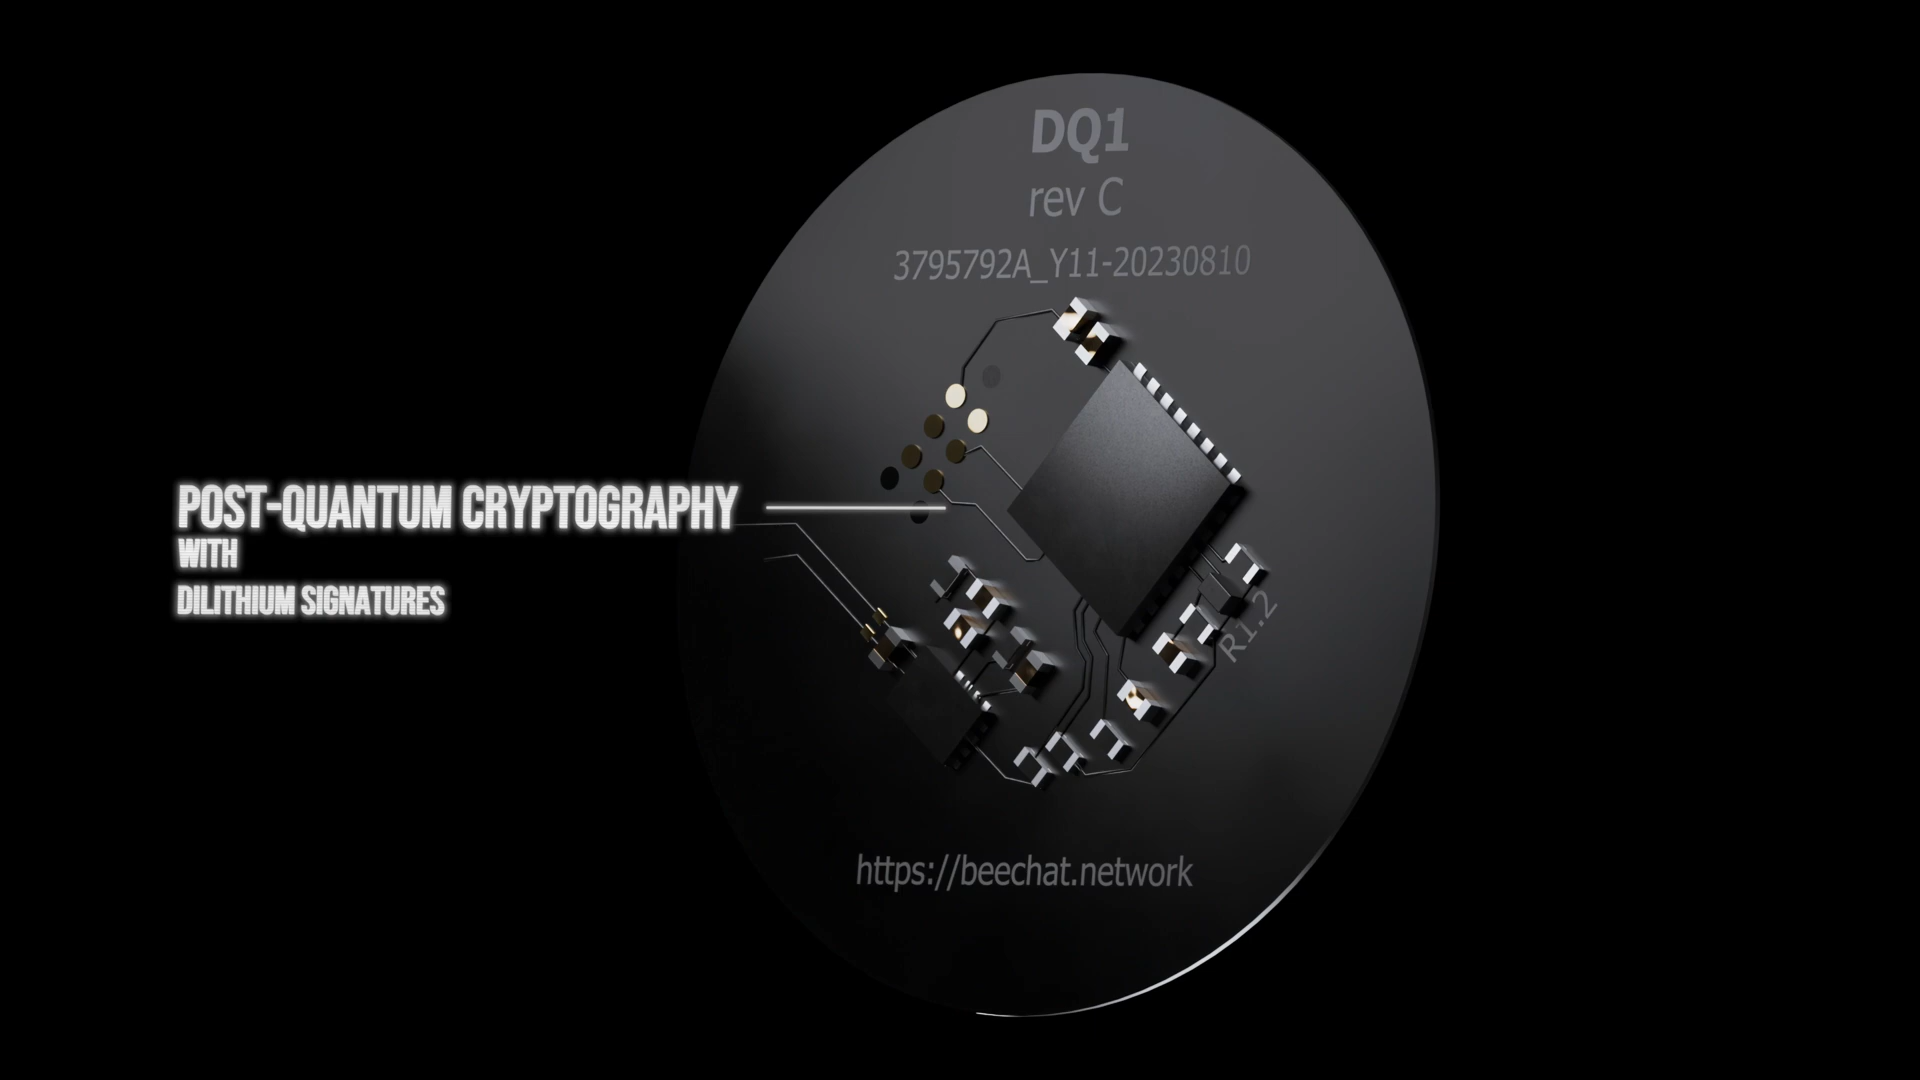 DQ1
rev C
3795792A_Y11-20230810
POST-QUANTUM CRYPTOGRAPHY
WITH
DILITHIUM SIGNATURES
R1.2
https://beechat.network